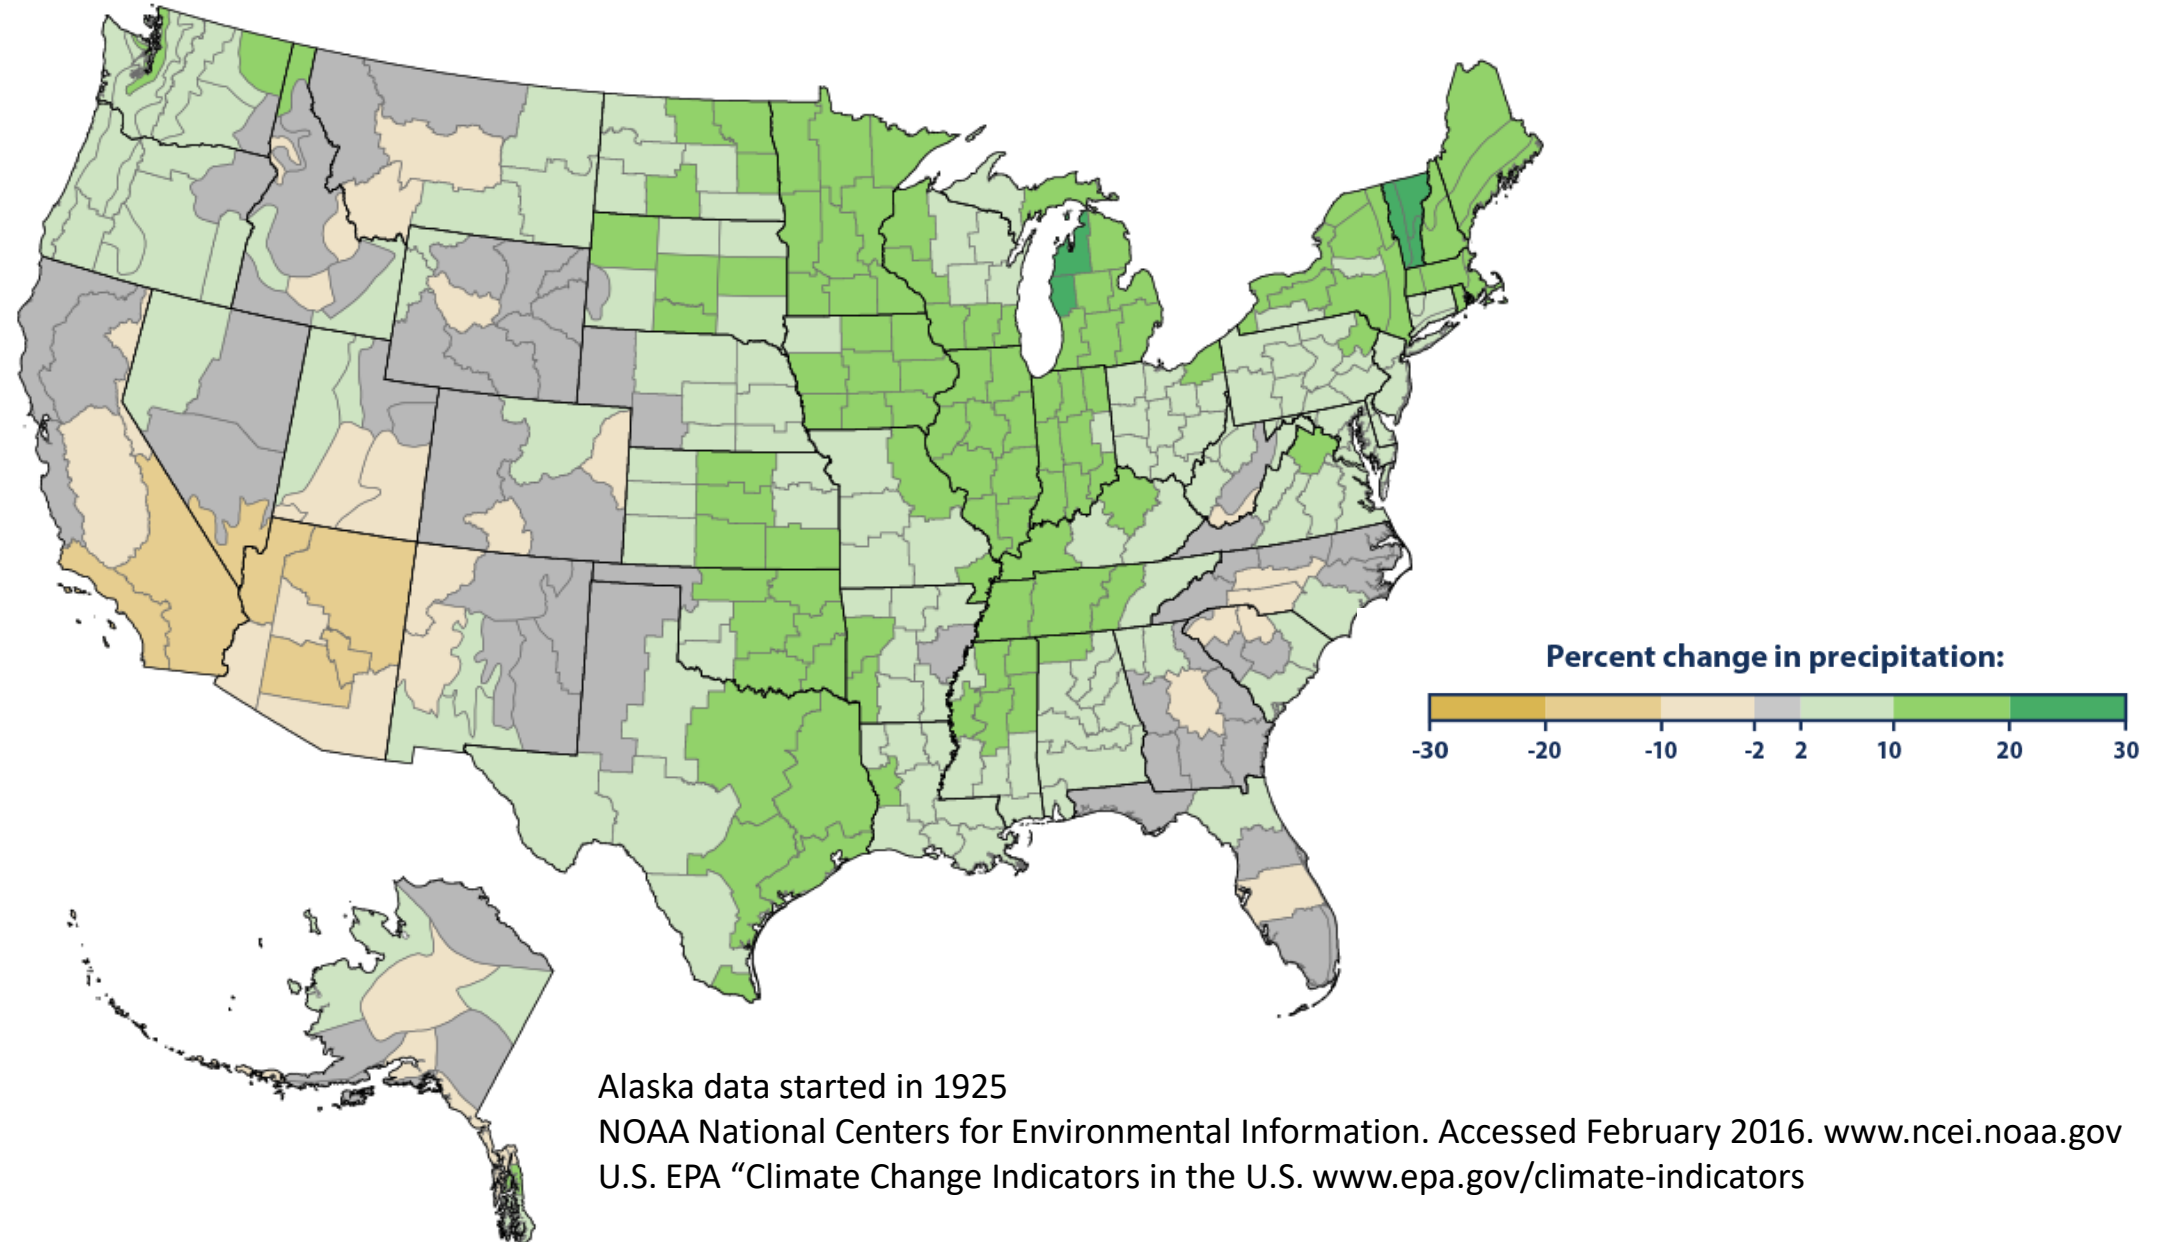 Percent change in precipitation:
-30 -20 -10 -2 2 10 20 30
Alaska data started in 1925
NOAA National Centers for Environmental Information. Accessed February 2016. www.ncei.noaa.gov
U.S. EPA “Climate Change Indicators in the U.S. www.epa.gov/climate-indicators